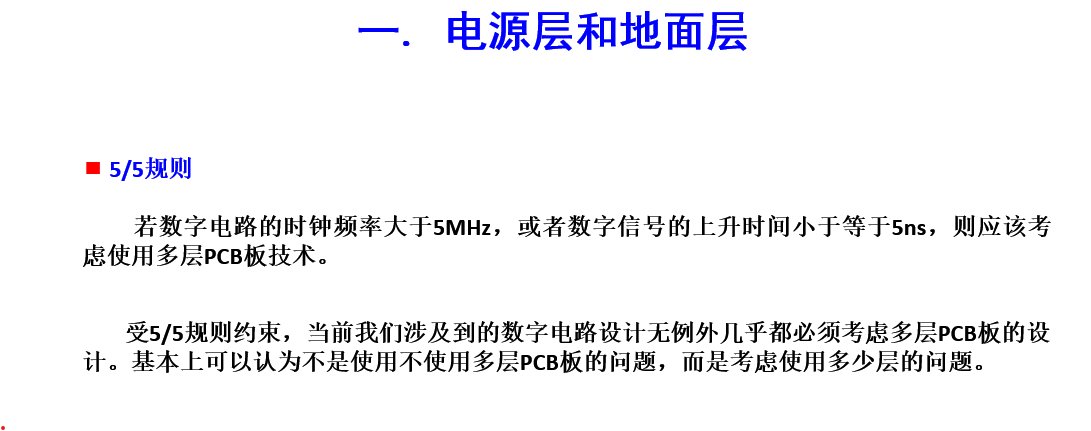 一. 电源层和地面层
5/5规则
若数字电路的时钟频率大于5MHz，或者数字信号的上升时间小于等于5ns，则应该考
虑使用多层PCB板技术。
受5/5规则约束，当前我们涉及到的数字电路设计无例外几乎都必须考虑多层PCB板的设
计。基本上可以认为不是使用不使用多层PCB板的问题，而是考虑使用多少层的问题。